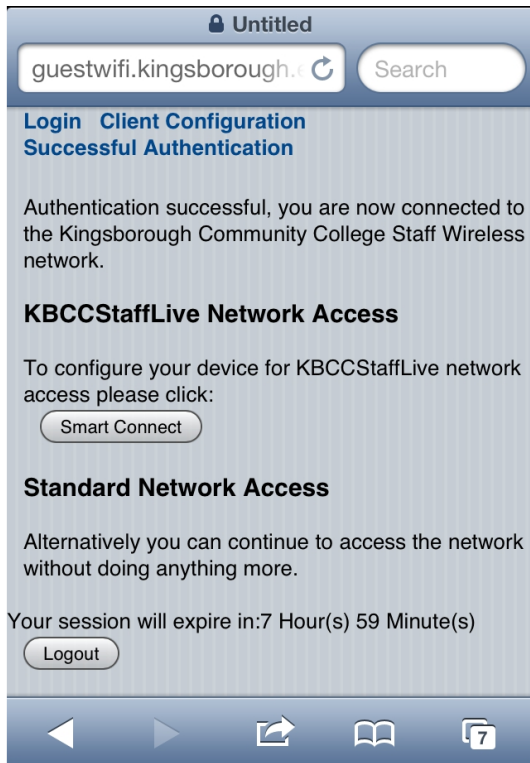 Untitled
guestwifi.kingsborough.
Search
Login Client Configuration
Successful Authentication
Authentication successful, you are now connected to
the Kingsborough Community College Staff Wireless
network.
KBCCStaffLive Network Access
To configure your device for KBCCStaffLive network
access please click:
Smart Connect
Standard Network Access
Alternatively you can continue to access the network
without doing anything more.
Your session will expire in:7 Hour(s) 59 Minute(s)
Logout
7